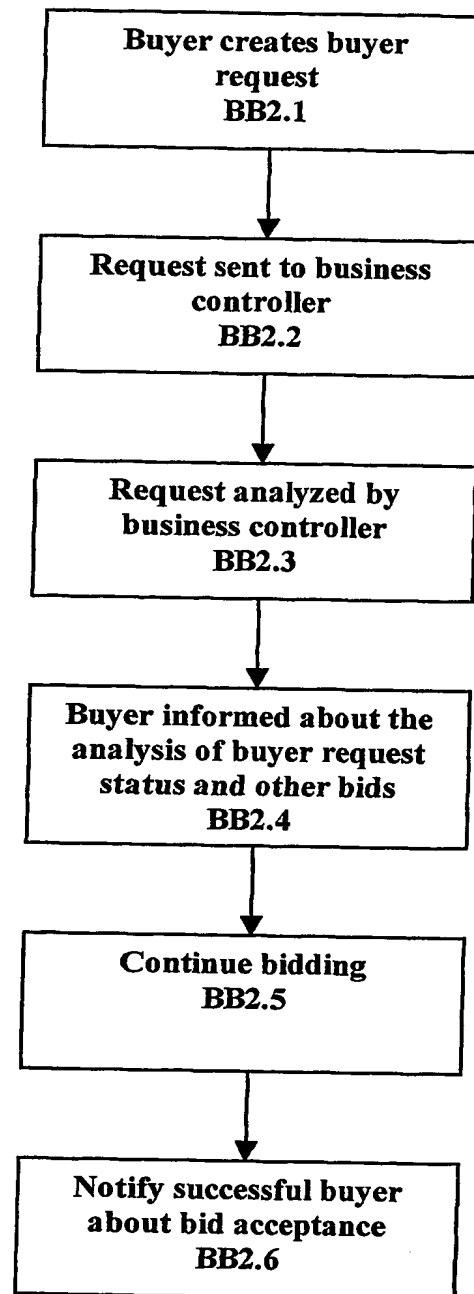 Buyer creates buyer
request
BB2.1
Request sent to business
controller
BB2.2
Request analyzed by
business controller
BB2.3
Buyer informed about the
analysis of buyer request
status and other bids
BB2.4
Continue bidding
BB2.5
Notify successful buyer
about bid acceptance
BB2.6